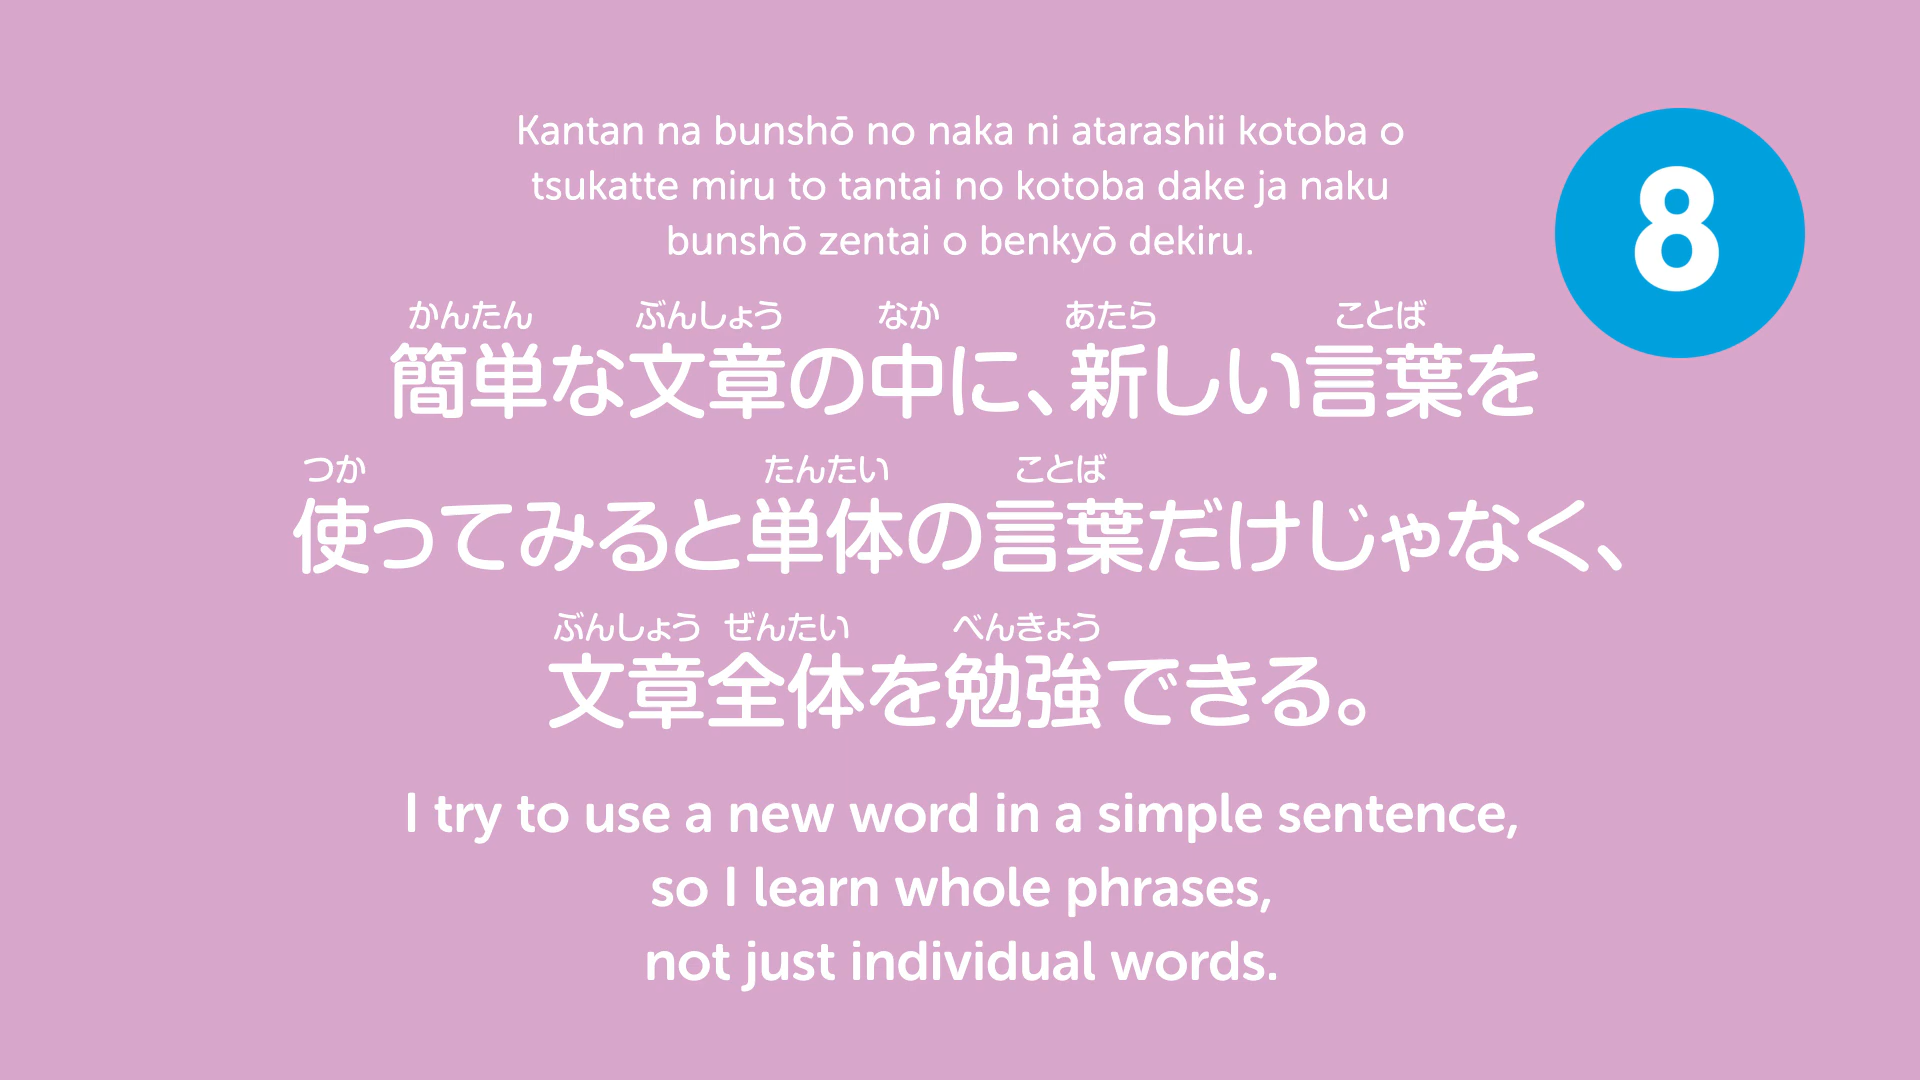 Kantan na bunshō no naka ni atarashii kotoba o
tsukatte miru to tantai no kotoba dake ja naku
bunshō zentai o benkyō dekiru.
8
かんたん ぶんしょう なか あたら ことば
簡単な文章の中に、新しい言葉を
つか たんたい ことば
使ってみると単体の言葉だけじゃなく、
ぶんしょう ぜんたい べんきょう
文章全体を勉強できる。
I try to use a new word in a simple sentence,
so I learn whole phrases,
not just individual words.